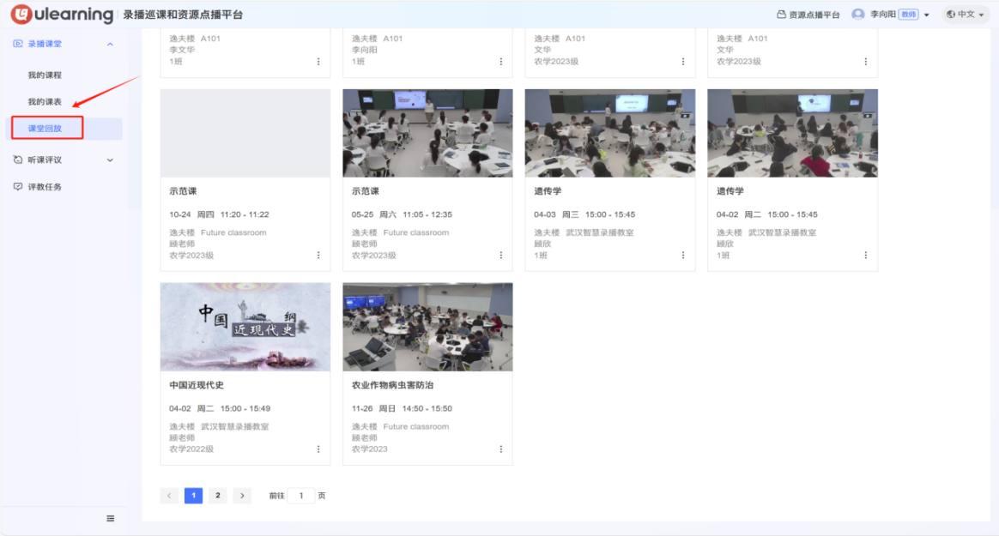 ulearning 录播巡课和资源点播平台 资源点播平台 李向阳 教师 中文
录播课堂
我的课程
我的课表
课堂回放
听课评议
评教任务
逸夫楼 A101
李文华
1班
逸夫楼 A101
李向阳
1班
逸夫楼 A101
文华
农学2023级
逸夫楼 A101
文华
农学2023级
示范课
10-24 周四 11:20 - 11:22
逸夫楼 Future classroom
顾老师
农学2023级
示范课
05-25 周六 11:05 - 12:35
逸夫楼 Future classroom
顾老师
农学2023级
遗传学
04-03 周三 15:00 - 15:45
逸夫楼 武汉智慧录播教室
顾欣
1班
遗传学
04-02 周二 15:00 - 15:45
逸夫楼 武汉智慧录播教室
顾欣
1班
中国
近现代史
纲
中国近现代史
04-02 周二 15:00 - 15:49
逸夫楼 武汉智慧录播教室
顾老师
农学2022级
农业作物病虫害防治
11-26 周日 14:50 - 15:50
逸夫楼 Future classroom
顾老师
农学2023
< 1 2 > 前往 1 页